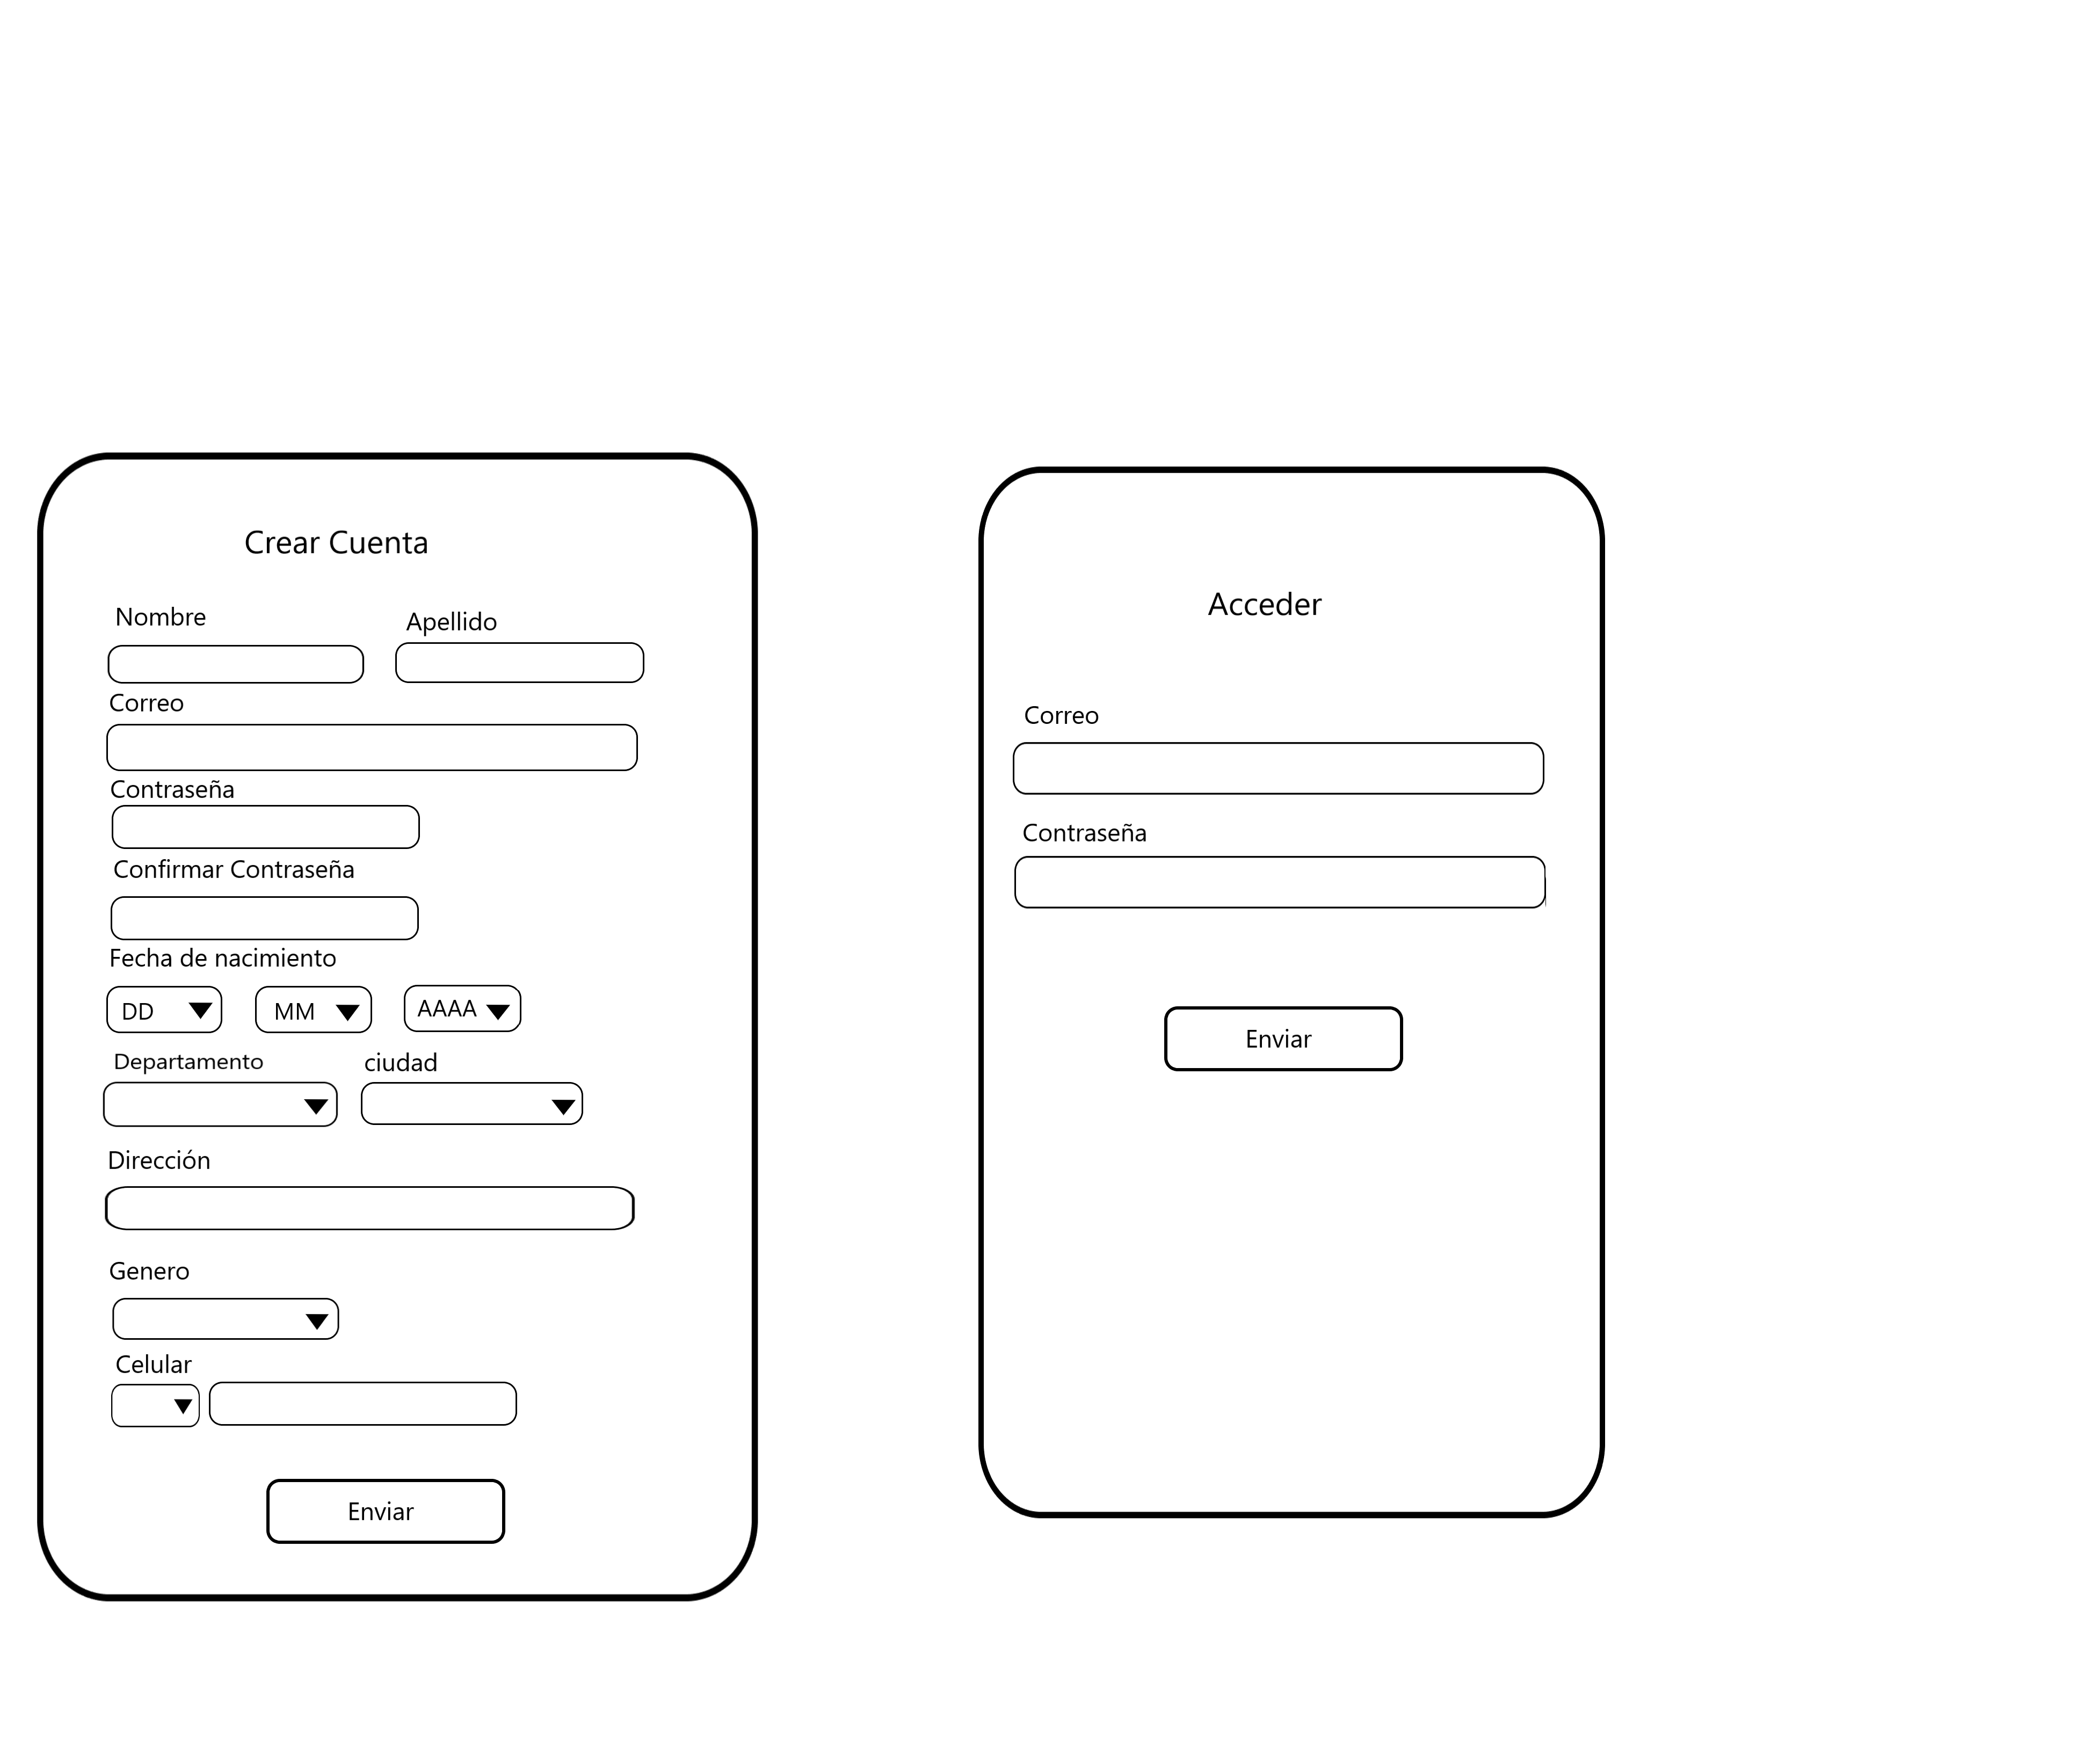 Crear Cuenta
Nombre
Apellido
Correo
Contraseña
Confirmar Contraseña
Fecha de nacimiento
DD
MM
AAAA
Departamento
ciudad
Dirección
Genero
Celular
Enviar
Acceder
Correo
Contraseña
Enviar